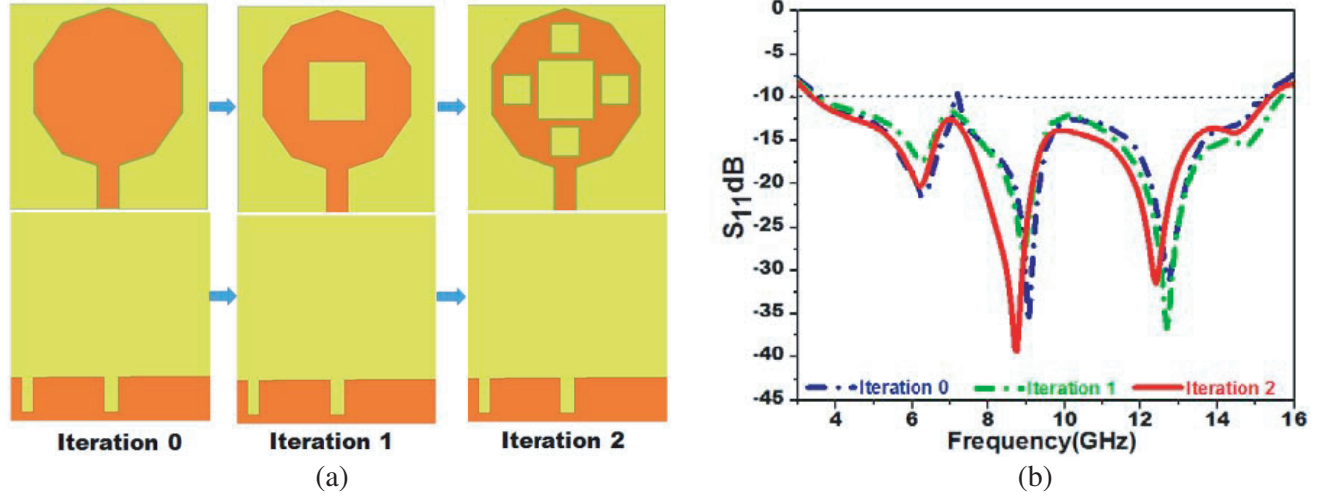 Iteration 0
Iteration 1
Iteration 2
(a)
0
-5
-10
-15
-20
-25
-30
-35
-40
-45
S11dB
Iteration 0
Iteration 1
Iteration 2
4
6
8
10
12
14
16
Frequency(GHz)
(b)